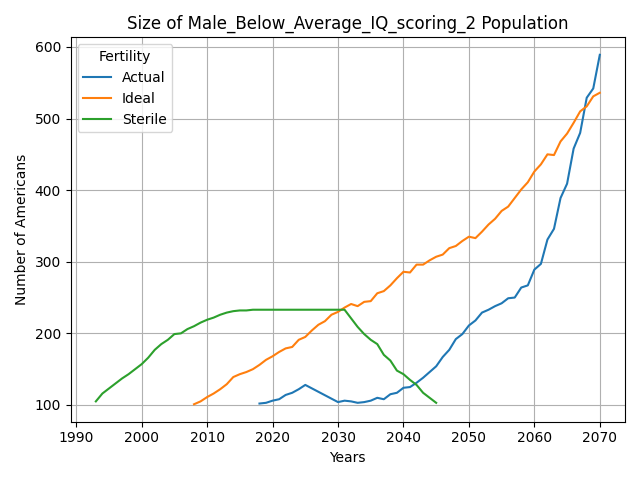 Size of Male_Below_Average_IQ_scoring_2 Population
Fertility
Actual
Ideal
Sterile
Number of Americans
600
500
400
300
200
100
1990 2000 2010 2020 2030 2040 2050 2060 2070
Years